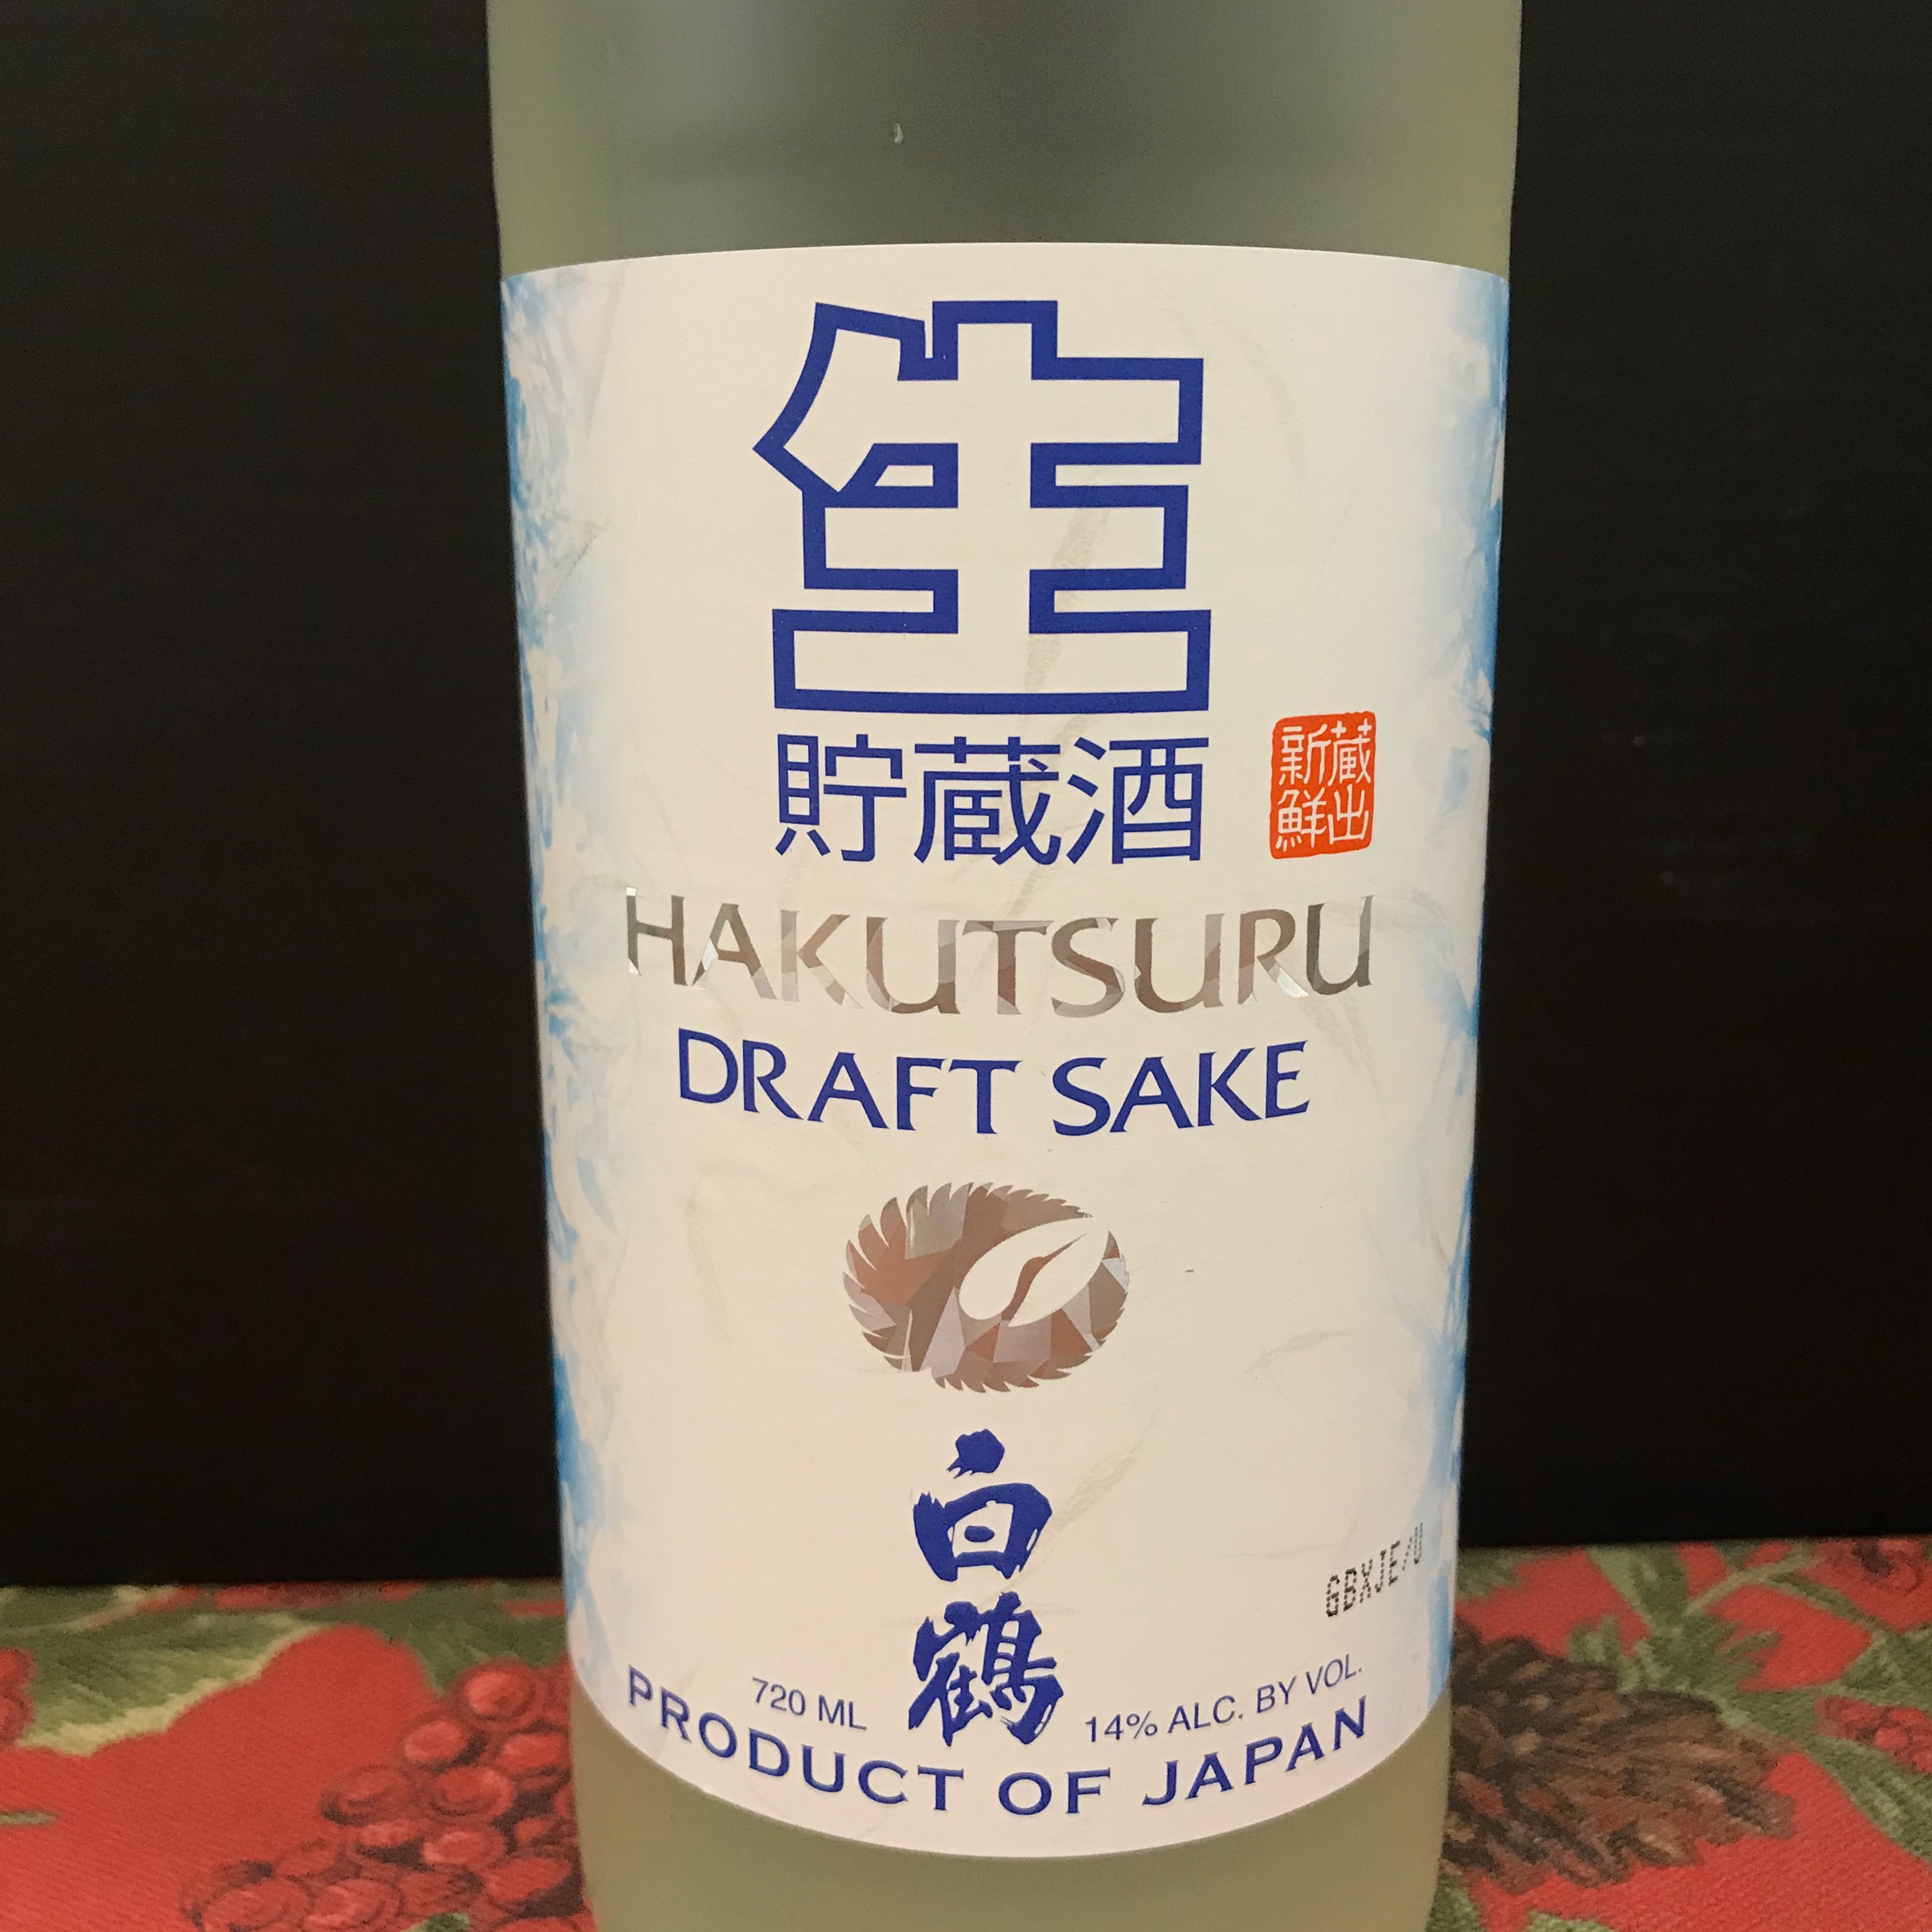 生
貯蔵酒
蔵出
新鮮
HAKUTSURU
DRAFT SAKE
白鶴
720 ML
14% ALC. BY VOL.
PRODUCT OF JAPAN